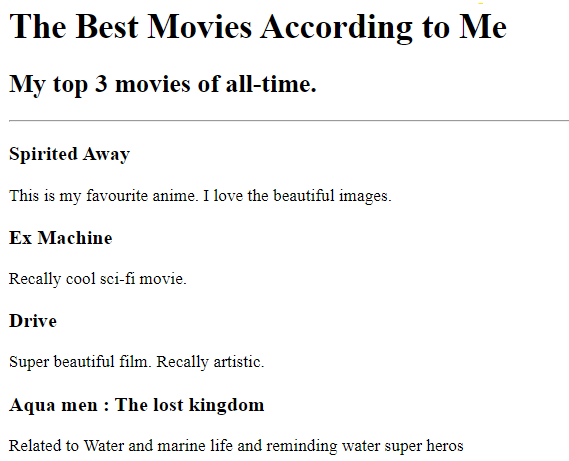 The Best Movies According to Me
My top 3 movies of all-time.
Spirited Away
This is my favourite anime. I love the beautiful images.
Ex Machine
Recally cool sci-fi movie.
Drive
Super beautiful film. Recally artistic.
Aqua men : The lost kingdom
Related to Water and marine life and reminding water super heros